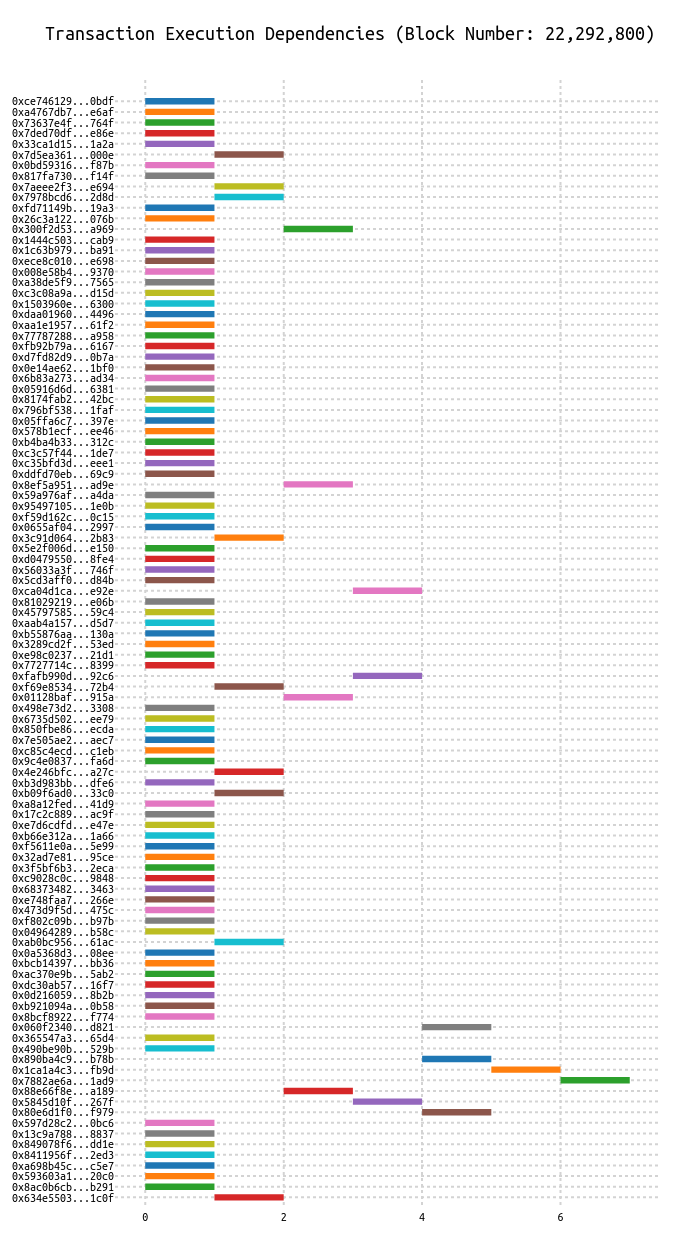 Transaction Execution Dependencies (Block Number: 22,292,800)
0xce746129...0bdf
0xa4767db7...e6af
0x73637e4f...764f
0x7ded70df...e86e
0x33ca1d15...1a2a
0x7d5ea361...000e
0x0bd59316...f87b
0x817fa730...f14f
0x7aeee2f3...e694
0x7978bcd6...2d8d
0xfd71149b...19a3
0x26c3a122...076b
0x300f2d53...a969
0x1444c503...cab9
0x1c63b979...ba91
0xece8c010...e698
0x008e58b4...9370
0xa38de5f9...7565
0xc3c08a9a...d15d
0x1503960e...6300
0xdaa01960...4496
0xaa1e1957...61f2
0x77787288...a958
0xfb92b79a...6167
0xd7fd82d9...0b7a
0x0e14ae62...1bf0
0x6b83a273...ad34
0x05916d6d...6381
0x8174fab2...42bc
0x796bf538...1faf
0x05ffa6c7...397e
0x578b1ecf...ee46
0xb4ba4b33...312c
0xc3c57f44...1de7
0xc35bfd3d...eee1
0xddfd70eb...69c9
0x8ef5a951...ad9e
0x59a976af...a4da
0x95497105...1e0b
0xf59d162c...0c15
0x0655af04...2997
0x3c91d064...2b83
0x5e2f006d...e150
0xd0479550...8fe4
0x56033a3f...746f
0x5cd3aff0...d84b
0xca04d1ca...e92e
0x81029219...e06b
0x45797585...59c4
0xaab4a157...d5d7
0xb55876aa...130a
0x3289cd2f...53ed
0xe98c0237...21d1
0x7727714c...8399
0xfafb990d...92c6
0xf69e8534...72b4
0x01128baf...915a
0x498e73d2...3308
0x6735d502...ee79
0x850fbe86...ecda
0x7e505ae2...aec7
0xc85c4ecd...c1eb
0x9c4e0837...fa6d
0x4e246bfc...a27c
0xb3d983bb...dfe6
0xb09f6ad0...33c0
0xa8a12fed...41d9
0x17c2c889...ac9f
0xe7d6cdfd...e47e
0xb66e312a...1a66
0xf5611e0a...5e99
0x32ad7e81...95ce
0x3f5bf6b3...2eca
0xc9028c0c...9848
0x68373482...3463
0xe748faa7...266e
0x473d9f5d...475c
0xf802c09b...b97b
0x04964289...b58c
0xab0bc956...61ac
0x0a5368d3...08ee
0xbcb14397...bb36
0xac370e9b...5ab2
0xdc30ab57...16f7
0x0d216059...8b2b
0xb921094a...0b58
0x8bcf8922...f774
0x060f2340...d821
0x365547a3...65d4
0x490be90b...529b
0x890ba4c9...b78b
0x1ca1a4c3...fb9d
0x7882ae6a...1ad9
0x88e66f8e...a189
0x5845d10f...267f
0x80e6d1f0...f979
0x597d28c2...0bc6
0x13c9a788...8837
0x849078f6...dd1e
0x8411956f...2ed3
0xa698b45c...c5e7
0x593603a1...20c0
0x8ac0b6cb...b291
0x634e5503...1c0f
0 2 4 6